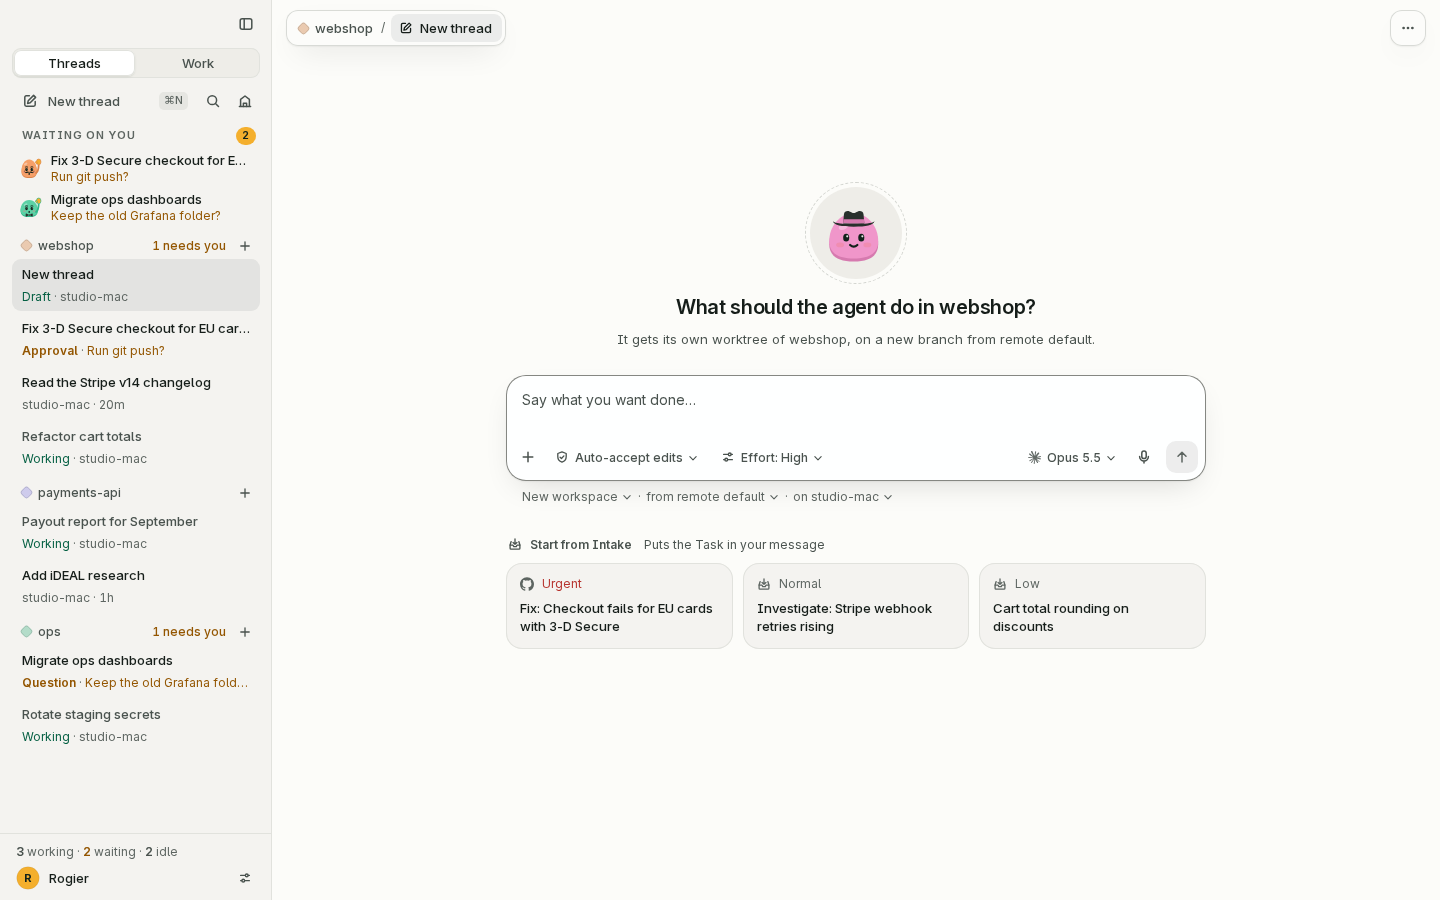 webshop / New thread
Threads
Work
New thread ⌘N
WAITING ON YOU 2
Fix 3-D Secure checkout for E…
Run git push?
Migrate ops dashboards
Keep the old Grafana folder?
webshop 1 needs you
New thread
Draft · studio-mac
Fix 3-D Secure checkout for EU car…
Approval · Run git push?
Read the Stripe v14 changelog
studio-mac · 20m
Refactor cart totals
Working · studio-mac
payments-api
Payout report for September
Working · studio-mac
Add iDEAL research
studio-mac · 1h
ops 1 needs you
Migrate ops dashboards
Question · Keep the old Grafana fold…
Rotate staging secrets
Working · studio-mac
3 working · 2 waiting · 2 idle
R Rogier
What should the agent do in webshop?
It gets its own worktree of webshop, on a new branch from remote default.
Say what you want done…
Auto-accept edits Effort: High Opus 5.5
New workspace · from remote default · on studio-mac
Start from Intake Puts the Task in your message
Urgent
Fix: Checkout fails for EU cards
with 3-D Secure
Normal
Investigate: Stripe webhook
retries rising
Low
Cart total rounding on
discounts